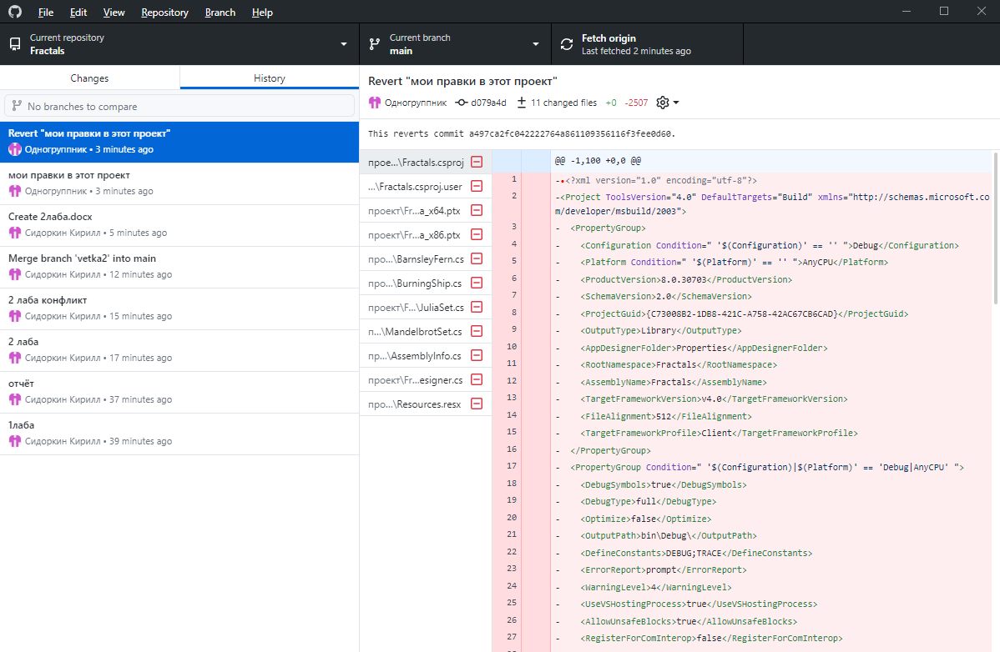 File Edit View Repository Branch Help
Current repository
Fractals
Current branch
main
Fetch origin
Last fetched 2 minutes ago
Changes
History
No branches to compare
Revert "мои правки в этот проект"
Одногруппник • 3 minutes ago
мои правки в этот проект
Одногруппник • 3 minutes ago
Create 2лаба.docx
Сидоркин Кирилл • 5 minutes ago
Merge branch 'vetka2' into main
Сидоркин Кирилл • 12 minutes ago
2 лаба конфликт
Сидоркин Кирилл • 15 minutes ago
2 лаба
Сидоркин Кирилл • 17 minutes ago
отчёт
Сидоркин Кирилл • 37 minutes ago
1лаба
Сидоркин Кирилл • 39 minutes ago
Revert "мои правки в этот проект"
Одногруппник d079a4d 11 changed files +0 -2507
This reverts commit a497ca2fc042222764a861109356116f3fee0d60.
прое...\Fractals.csproj
...\Fractals.csproj.user
проект\Fr...a_x64.ptx
проект\Fr...a_x86.ptx
про...\BarnsleyFern.cs
про...\BurningShip.cs
проект\F...\JuliaSet.cs
п...\MandelbrotSet.cs
пр...\AssemblyInfo.cs
проект\Fr...esigner.cs
про...\Resources.resx
@@ -1,100 +0,0 @@
1 -<?xml version="1.0" encoding="utf-8"?>
2 -<Project ToolsVersion="4.0" DefaultTargets="Build" xmlns="http://schemas.microsoft.co
m/developer/msbuild/2003">
3 - <PropertyGroup>
4 - <Configuration Condition=" '$(Configuration)' == '' ">Debug</Configuration>
5 - <Platform Condition=" '$(Platform)' == '' ">AnyCPU</Platform>
6 - <ProductVersion>8.0.30703</ProductVersion>
7 - <SchemaVersion>2.0</SchemaVersion>
8 - <ProjectGuid>{C73008B2-1DB8-421C-A758-42AC67CB6CAD}</ProjectGuid>
9 - <OutputType>Library</OutputType>
10 - <AppDesignerFolder>Properties</AppDesignerFolder>
11 - <RootNamespace>Fractals</RootNamespace>
12 - <AssemblyName>Fractals</AssemblyName>
13 - <TargetFrameworkVersion>v4.0</TargetFrameworkVersion>
14 - <FileAlignment>512</FileAlignment>
15 - <TargetFrameworkProfile>Client</TargetFrameworkProfile>
16 - </PropertyGroup>
17 - <PropertyGroup Condition=" '$(Configuration)|$(Platform)' == 'Debug|AnyCPU' ">
18 - <DebugSymbols>true</DebugSymbols>
19 - <DebugType>full</DebugType>
20 - <Optimize>false</Optimize>
21 - <OutputPath>bin\Debug\</OutputPath>
22 - <DefineConstants>DEBUG;TRACE</DefineConstants>
23 - <ErrorReport>prompt</ErrorReport>
24 - <WarningLevel>4</WarningLevel>
25 - <UseVSHostingProcess>true</UseVSHostingProcess>
26 - <AllowUnsafeBlocks>true</AllowUnsafeBlocks>
27 - <RegisterForComInterop>false</RegisterForComInterop>